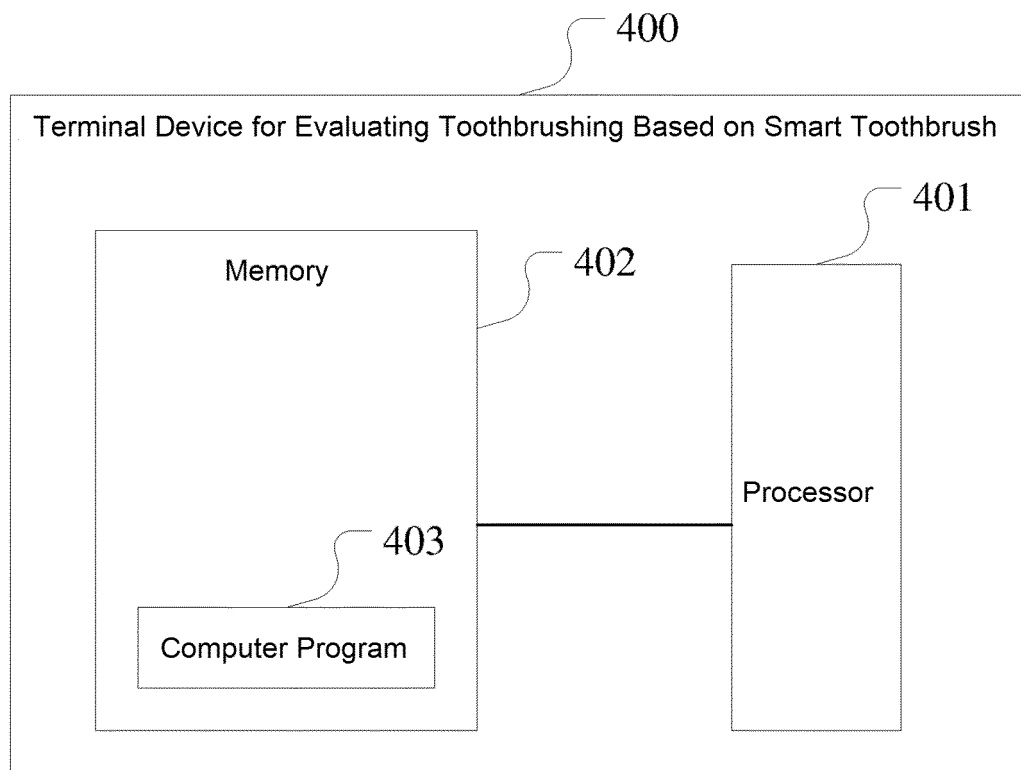 400
Terminal Device for Evaluating Toothbrushing Based on Smart Toothbrush
401
Memory
402
Processor
403
Computer Program